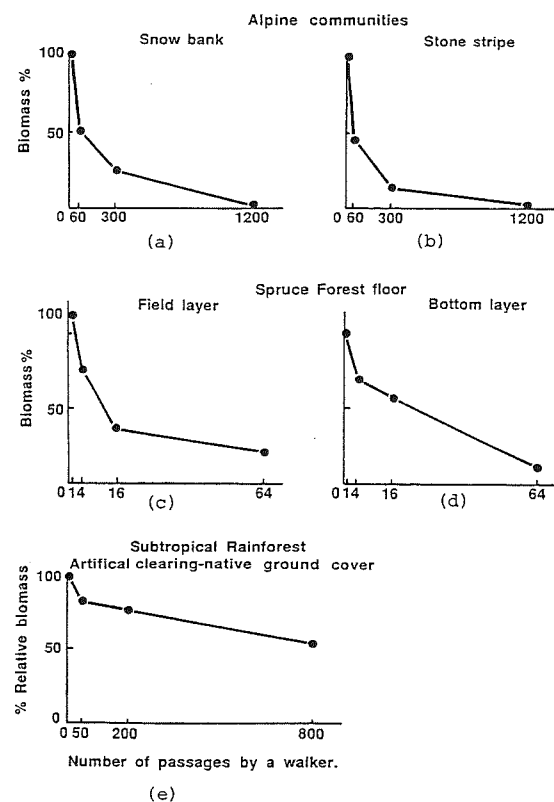 Alpine communities
Snow bank
Stone stripe
Biomass %
100
50
0 60 300 1200
0 60 300 1200
(a)
(b)
Spruce Forest floor
Field layer
Bottom layer
Biomass %
100
50
0 1 4 16 64
0 1 4 16 64
(c)
(d)
Subtropical Rainforest
Artifical clearing-native ground cover
% Relative biomass
100
50
0
0 50 200 800
Number of passages by a walker.
(e)